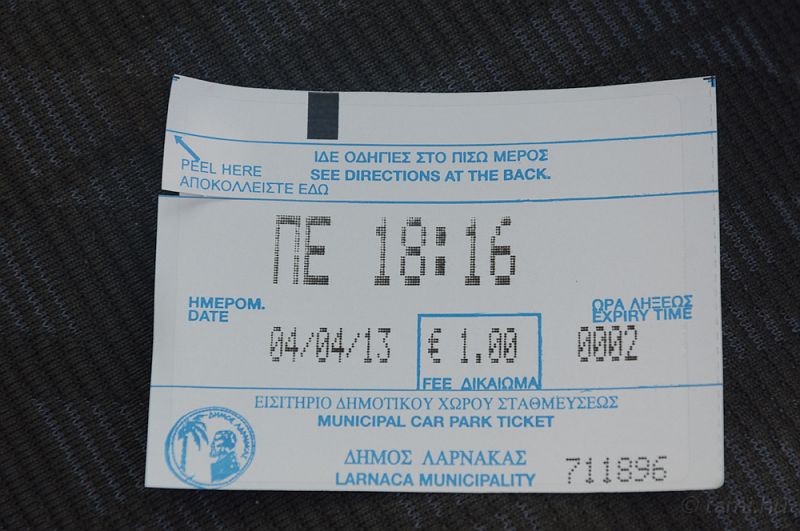 PEEL HERE
ΑΠΟΚΟΛΛΕΙΣΤΕ ΕΔΩ
ΙΔΕ ΟΔΗΓΙΕΣ ΣΤΟ ΠΙΣΩ ΜΕΡΟΣ
SEE DIRECTIONS AT THE BACK.
ΠΕ 18:16
ΗΜΕΡΟΜ.
DATE
ΩΡΑ ΛΗΞΕΩΣ
EXPIRY TIME
04/04/13 € 1.00 0002
FEE ΔΙΚΑΙΩΜΑ
ΕΙΣΙΤΗΡΙΟ ΔΗΜΟΤΙΚΟΥ ΧΩΡΟΥ ΣΤΑΘΜΕΥΣΕΩΣ
MUNICIPAL CAR PARK TICKET
ΔΗΜΟΣ ΛΑΡΝΑΚΑΣ
ΔΗΜΟΣ ΛΑΡΝΑΚΑΣ
LARNACA MUNICIPALITY
711896